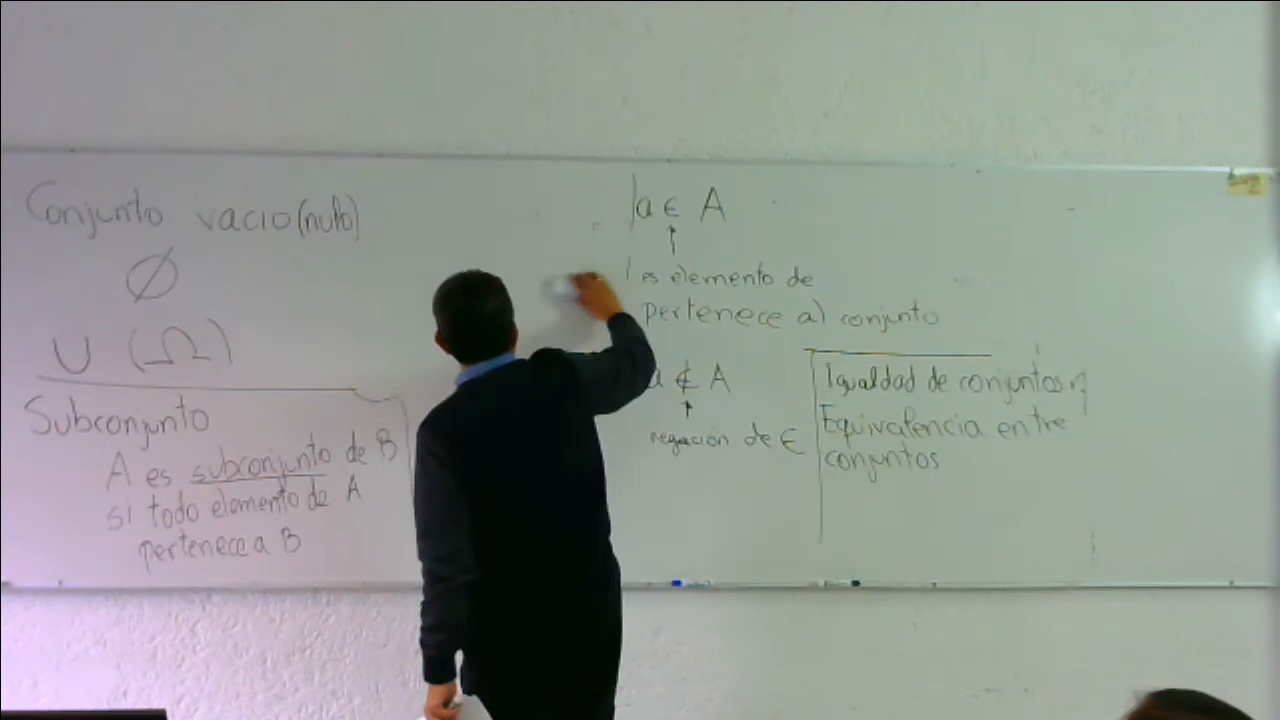 Conjunto vacio (nulo)
∅
U (Ω)
Subconjunto
A es subconjunto de B
si todo elemento de A
pertenece a B
a ∈ A
↑
es elemento de
pertenece al conjunto
a ∉ A
↑
negación de ∈
Igualdad de conjuntos
Equivalencia entre
conjuntos